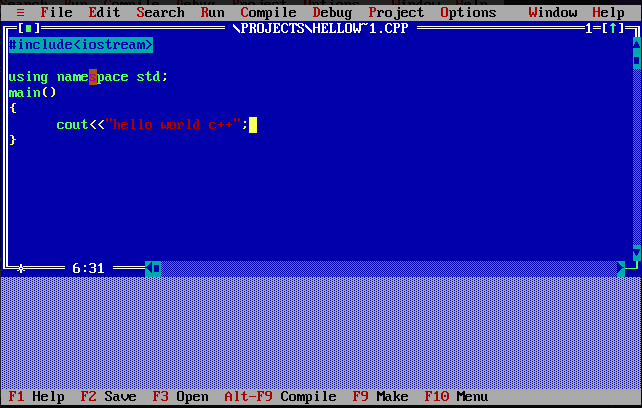 ≡ File Edit Search Run Compile Debug Project Options Window Help
[■] \PROJECTS\HELLOW~1.CPP 1=[↑]
#include<iostream>
using namespace std;
main()
{
cout<<"hello world c++";
}
6:31
F1 Help F2 Save F3 Open Alt-F9 Compile F9 Make F10 Menu